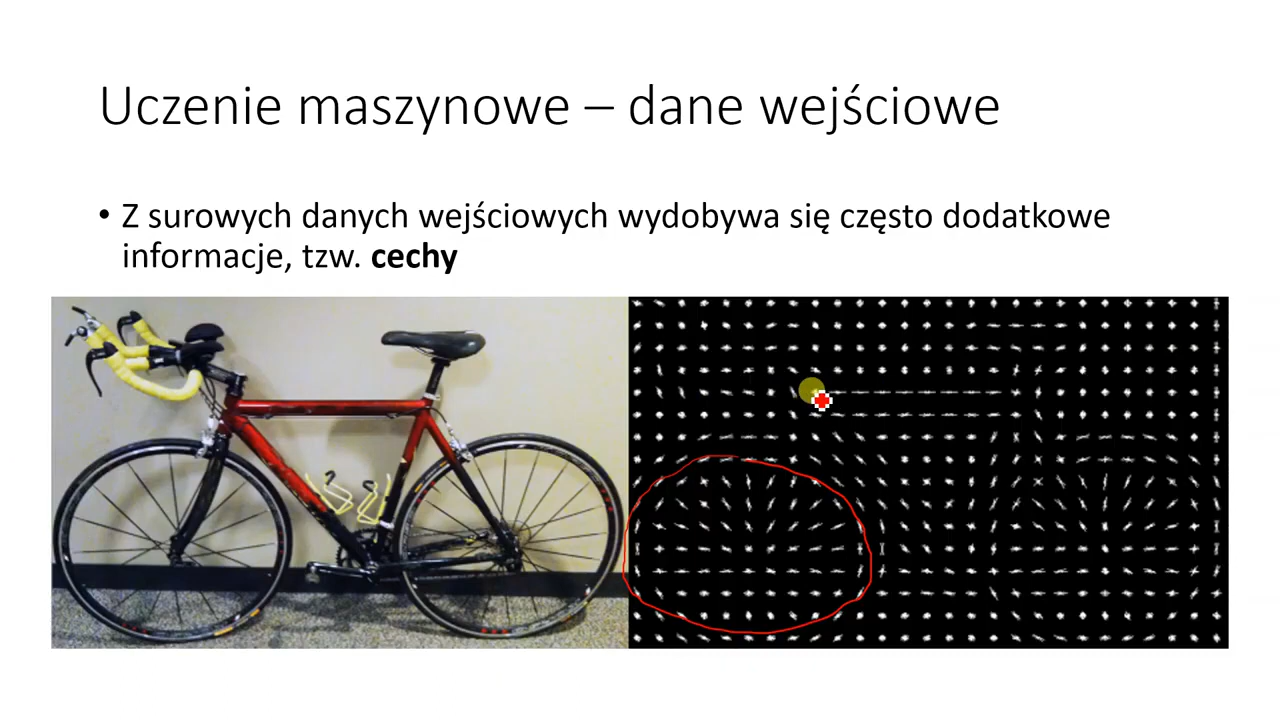 Uczenie maszynowe – dane wejściowe
• Z surowych danych wejściowych wydobywa się często dodatkowe
informacje, tzw. cechy